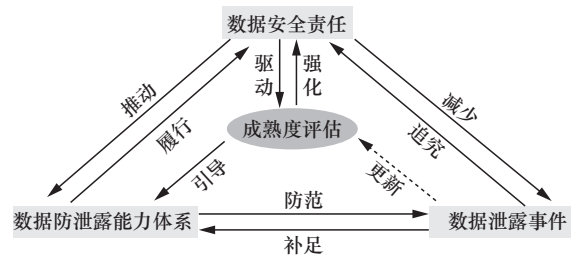 数据安全责任
驱动
强化
推动
履行
减少
追究
成熟度评估
引导
更新
防范
数据防泄露能力体系
数据泄露事件
补足